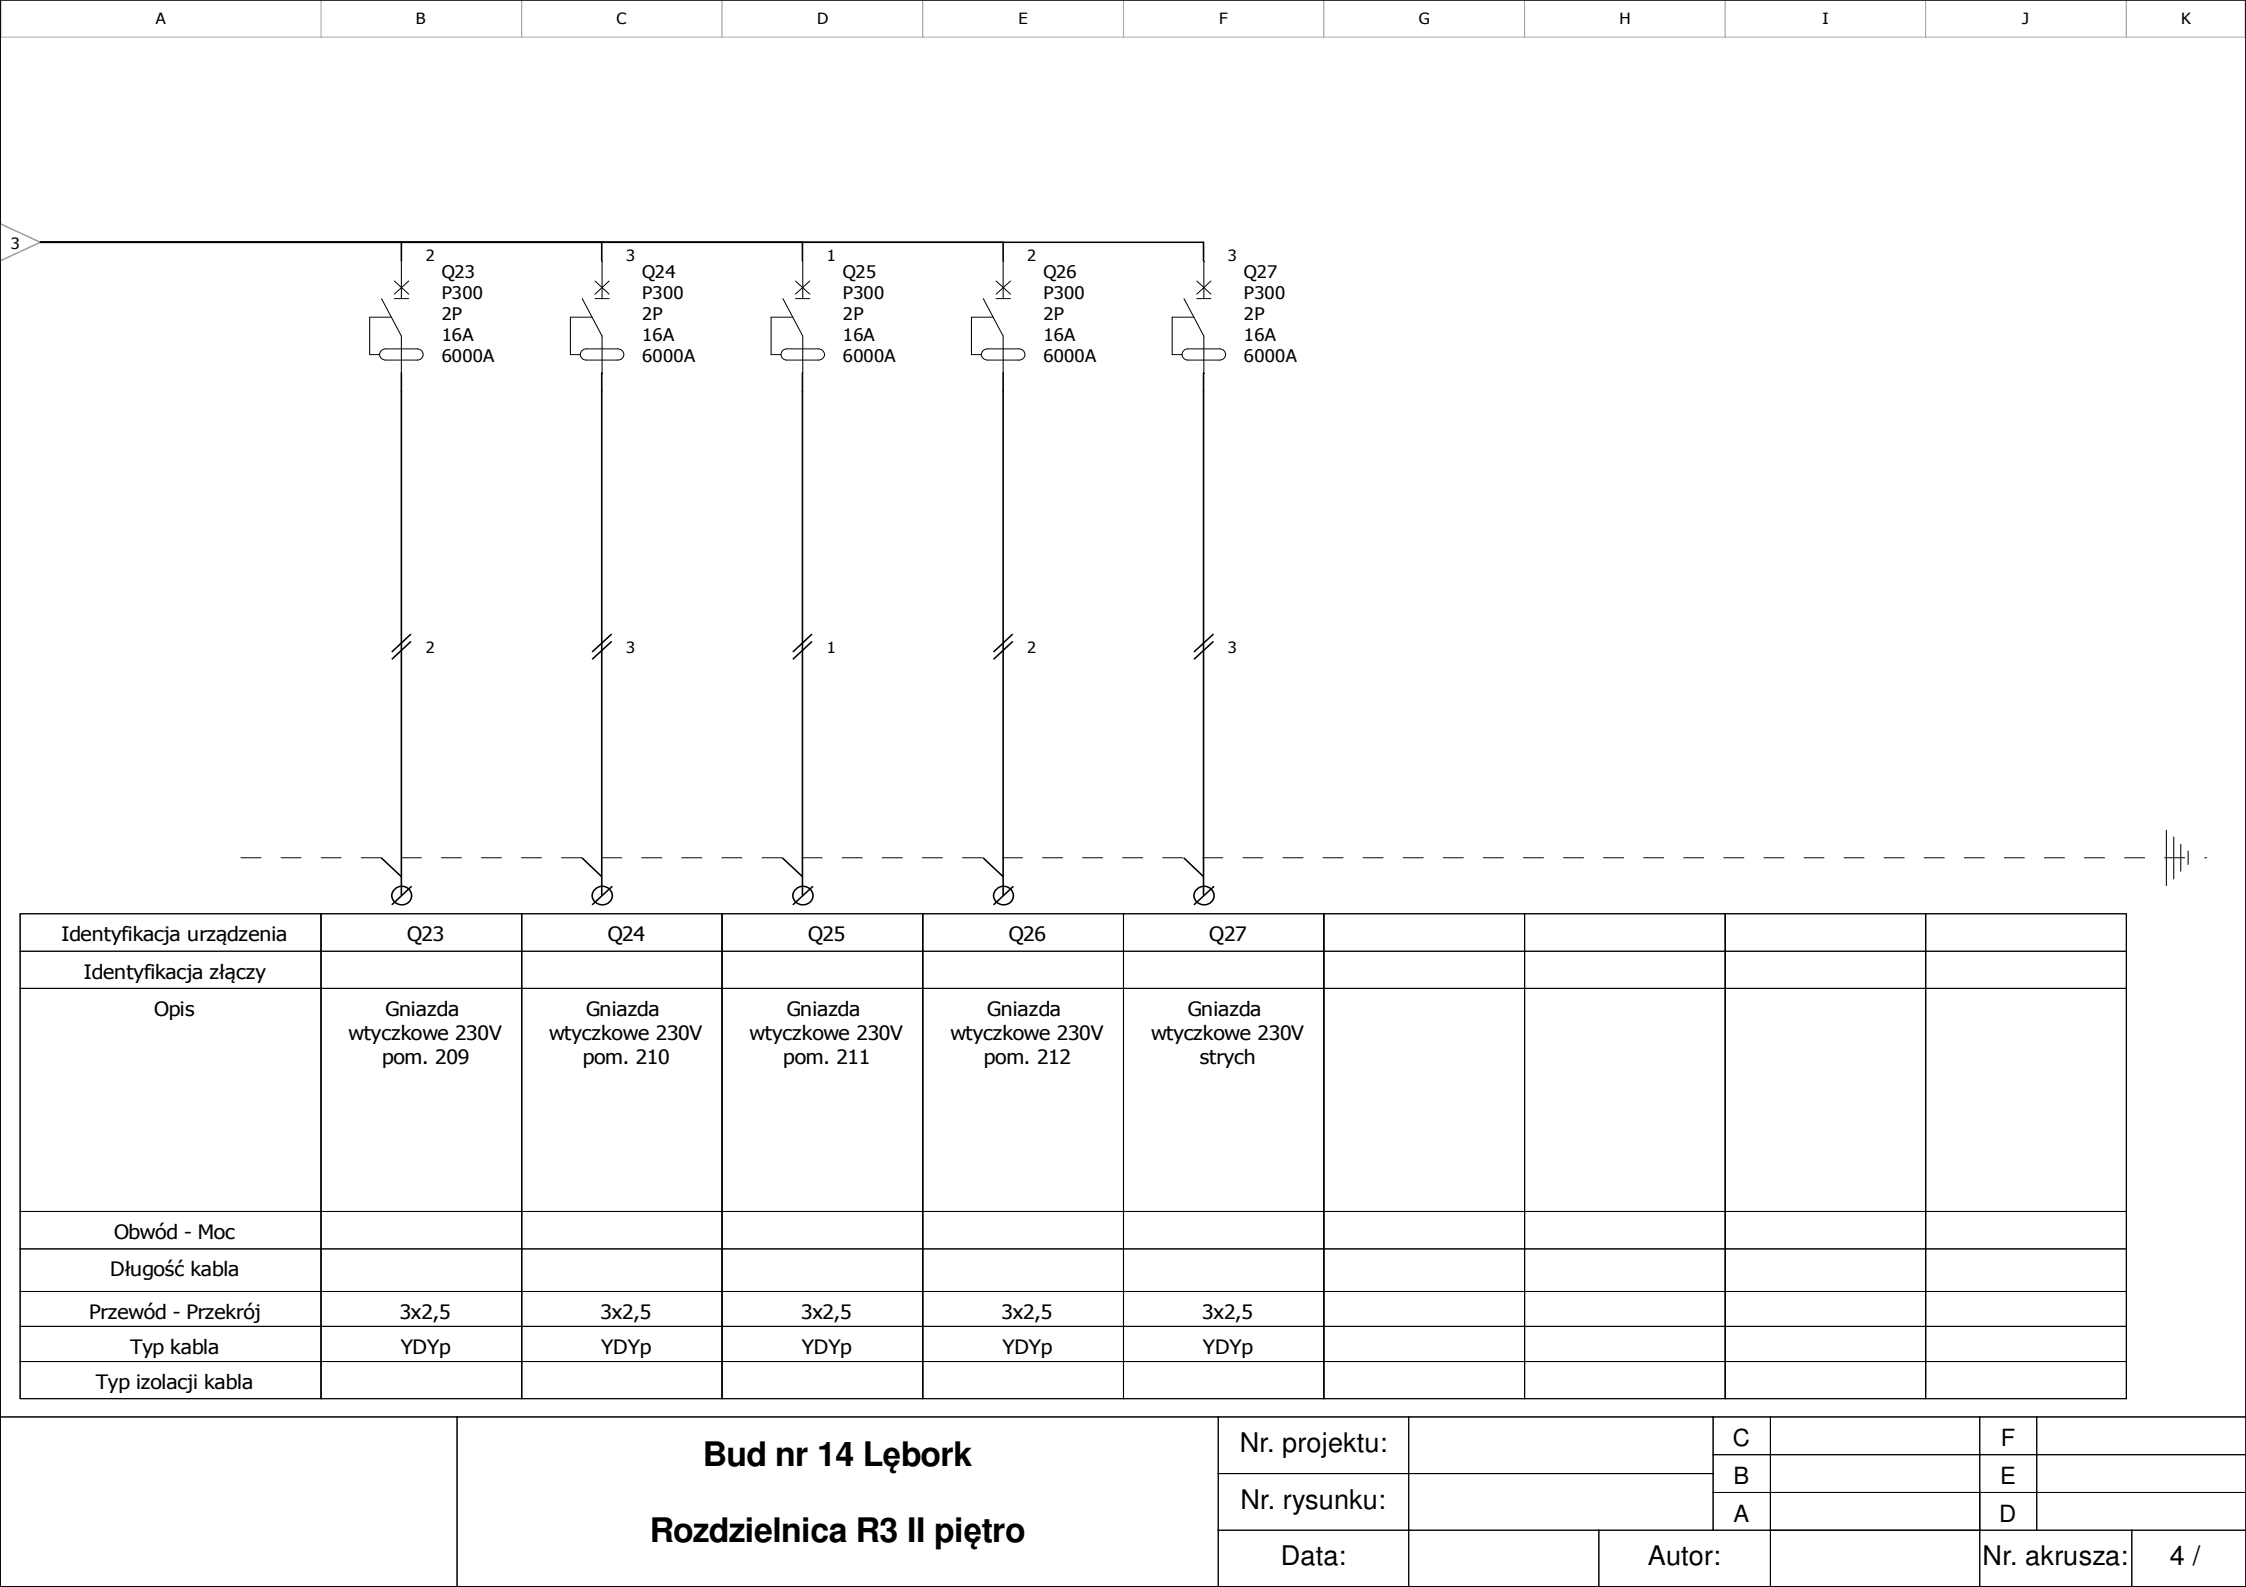 A B C D E F G H I J K
3
2 3 1 2 3
Q23 Q24 Q25 Q26 Q27
P300 P300 P300 P300 P300
2P 2P 2P 2P 2P
16A 16A 16A 16A 16A
6000A 6000A 6000A 6000A 6000A
2 3 1 2 3
Identyfikacja urządzenia Q23 Q24 Q25 Q26 Q27
Identyfikacja złączy
Opis Gniazda Gniazda Gniazda Gniazda Gniazda
wtyczkowe 230V wtyczkowe 230V wtyczkowe 230V wtyczkowe 230V wtyczkowe 230V
pom. 209 pom. 210 pom. 211 pom. 212 strych
Obwód - Moc
Długość kabla
Przewód - Przekrój 3x2,5 3x2,5 3x2,5 3x2,5 3x2,5
Typ kabla YDYp YDYp YDYp YDYp YDYp
Typ izolacji kabla
Bud nr 14 Lębork
Rozdzielnica R3 II piętro
Nr. projektu:
Nr. rysunku:
C F
B E
A D
Data: Autor: Nr. akrusza: 4 /